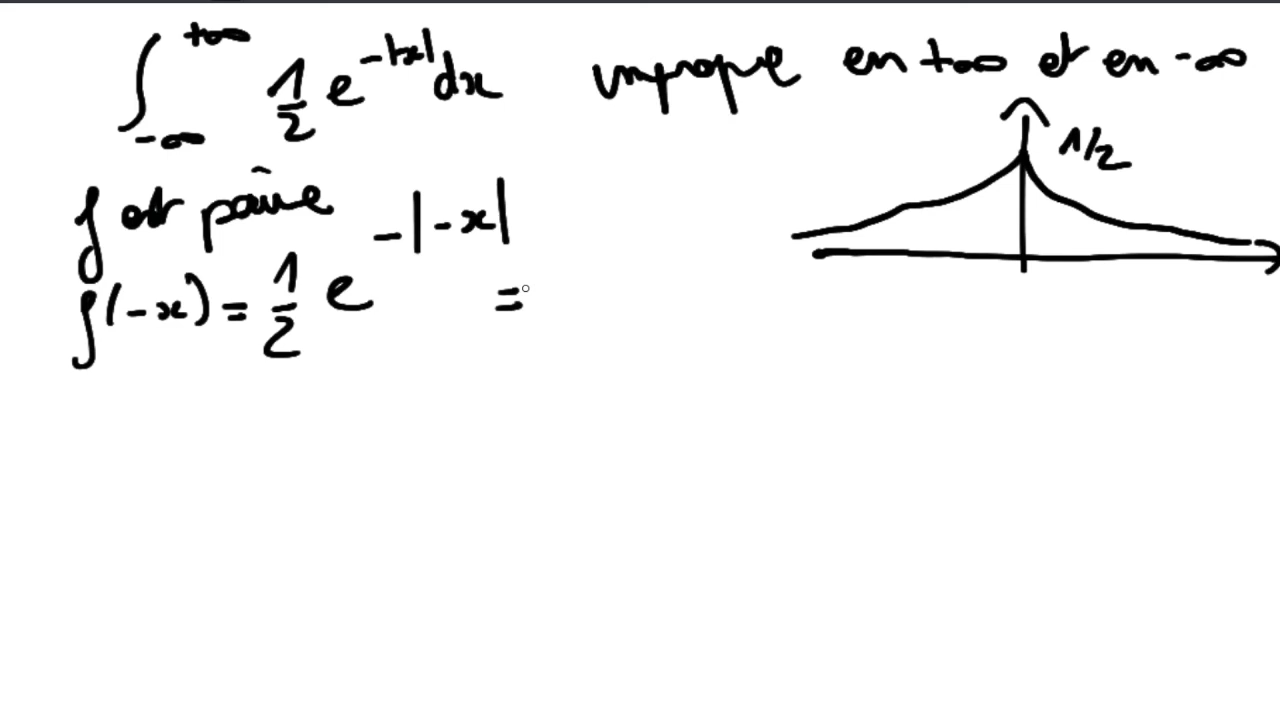 ∫_{-∞}^{+∞} 1/2 e^{-|x|} dx impropre en +∞ et en -∞
1/2
f est paire
f(-x) = 1/2 e^{-|-x|} =